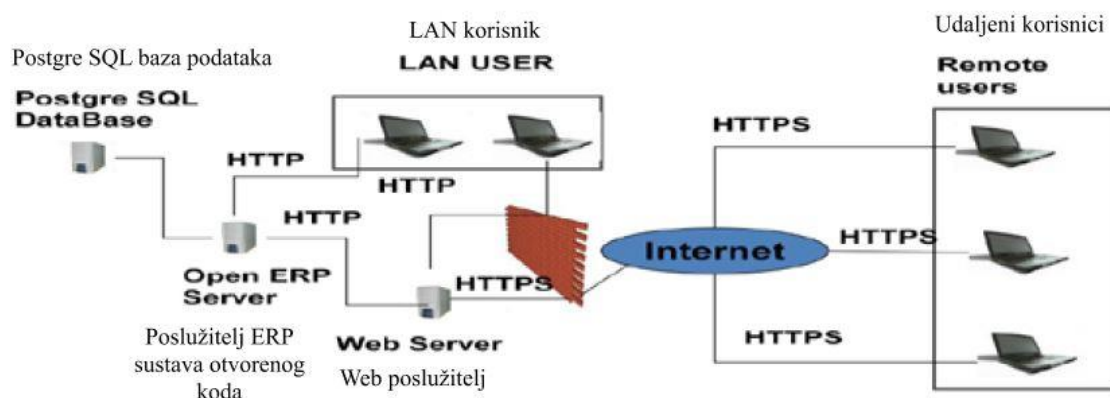 Postgre SQL baza podataka
Postgre SQL
DataBase
LAN korisnik
LAN USER
Udaljeni korisnici
Remote
users
HTTP
HTTP
HTTP
HTTPS
HTTPS
HTTPS
HTTPS
Internet
Open ERP
Server
Poslužitelj ERP
sustava otvorenog
koda
Web Server
Web poslužitelj